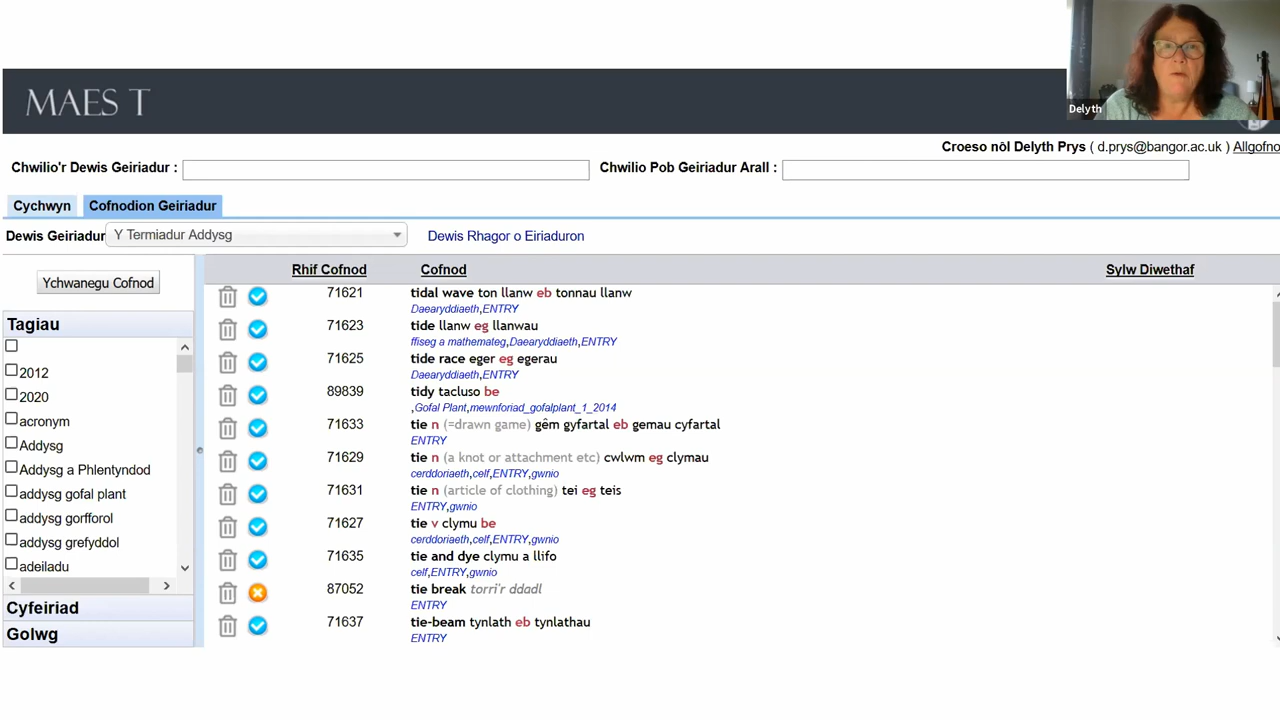 MAES T
Delyth
Croeso nôl Delyth Prys ( d.prys@bangor.ac.uk ) Allgofno
Chwilio'r Dewis Geiriadur :
Chwilio Pob Geiriadur Arall :
Cychwyn
Cofnodion Geiriadur
Dewis Geiriadur
Y Termiadur Addysg
Dewis Rhagor o Eiriaduron
Ychwanegu Cofnod
Tagiau
2012
2020
acronym
Addysg
Addysg a Phlentyndod
addysg gofal plant
addysg gorfforol
addysg grefyddol
adeiladu
Cyfeiriad
Golwg
Rhif Cofnod Cofnod Sylw Diwethaf
71621 tidal wave ton llanw eb tonnau llanw
Daearyddiaeth,ENTRY
71623 tide llanw eg llanwau
ffiseg a mathemateg,Daearyddiaeth,ENTRY
71625 tide race eger eg egerau
Daearyddiaeth,ENTRY
89839 tidy tacluso be
,Gofal Plant,mewnforiad_gofalplant_1_2014
71633 tie n (=drawn game) gêm gyfartal eb gemau cyfartal
ENTRY
71629 tie n (a knot or attachment etc) cwlwm eg clymau
cerddoriaeth,celf,ENTRY,gwnio
71631 tie n (article of clothing) tei eg teis
ENTRY,gwnio
71627 tie v clymu be
cerddoriaeth,celf,ENTRY,gwnio
71635 tie and dye clymu a llifo
celf,ENTRY,gwnio
87052 tie break torri'r ddadl
ENTRY
71637 tie-beam tynlath eb tynlathau
ENTRY